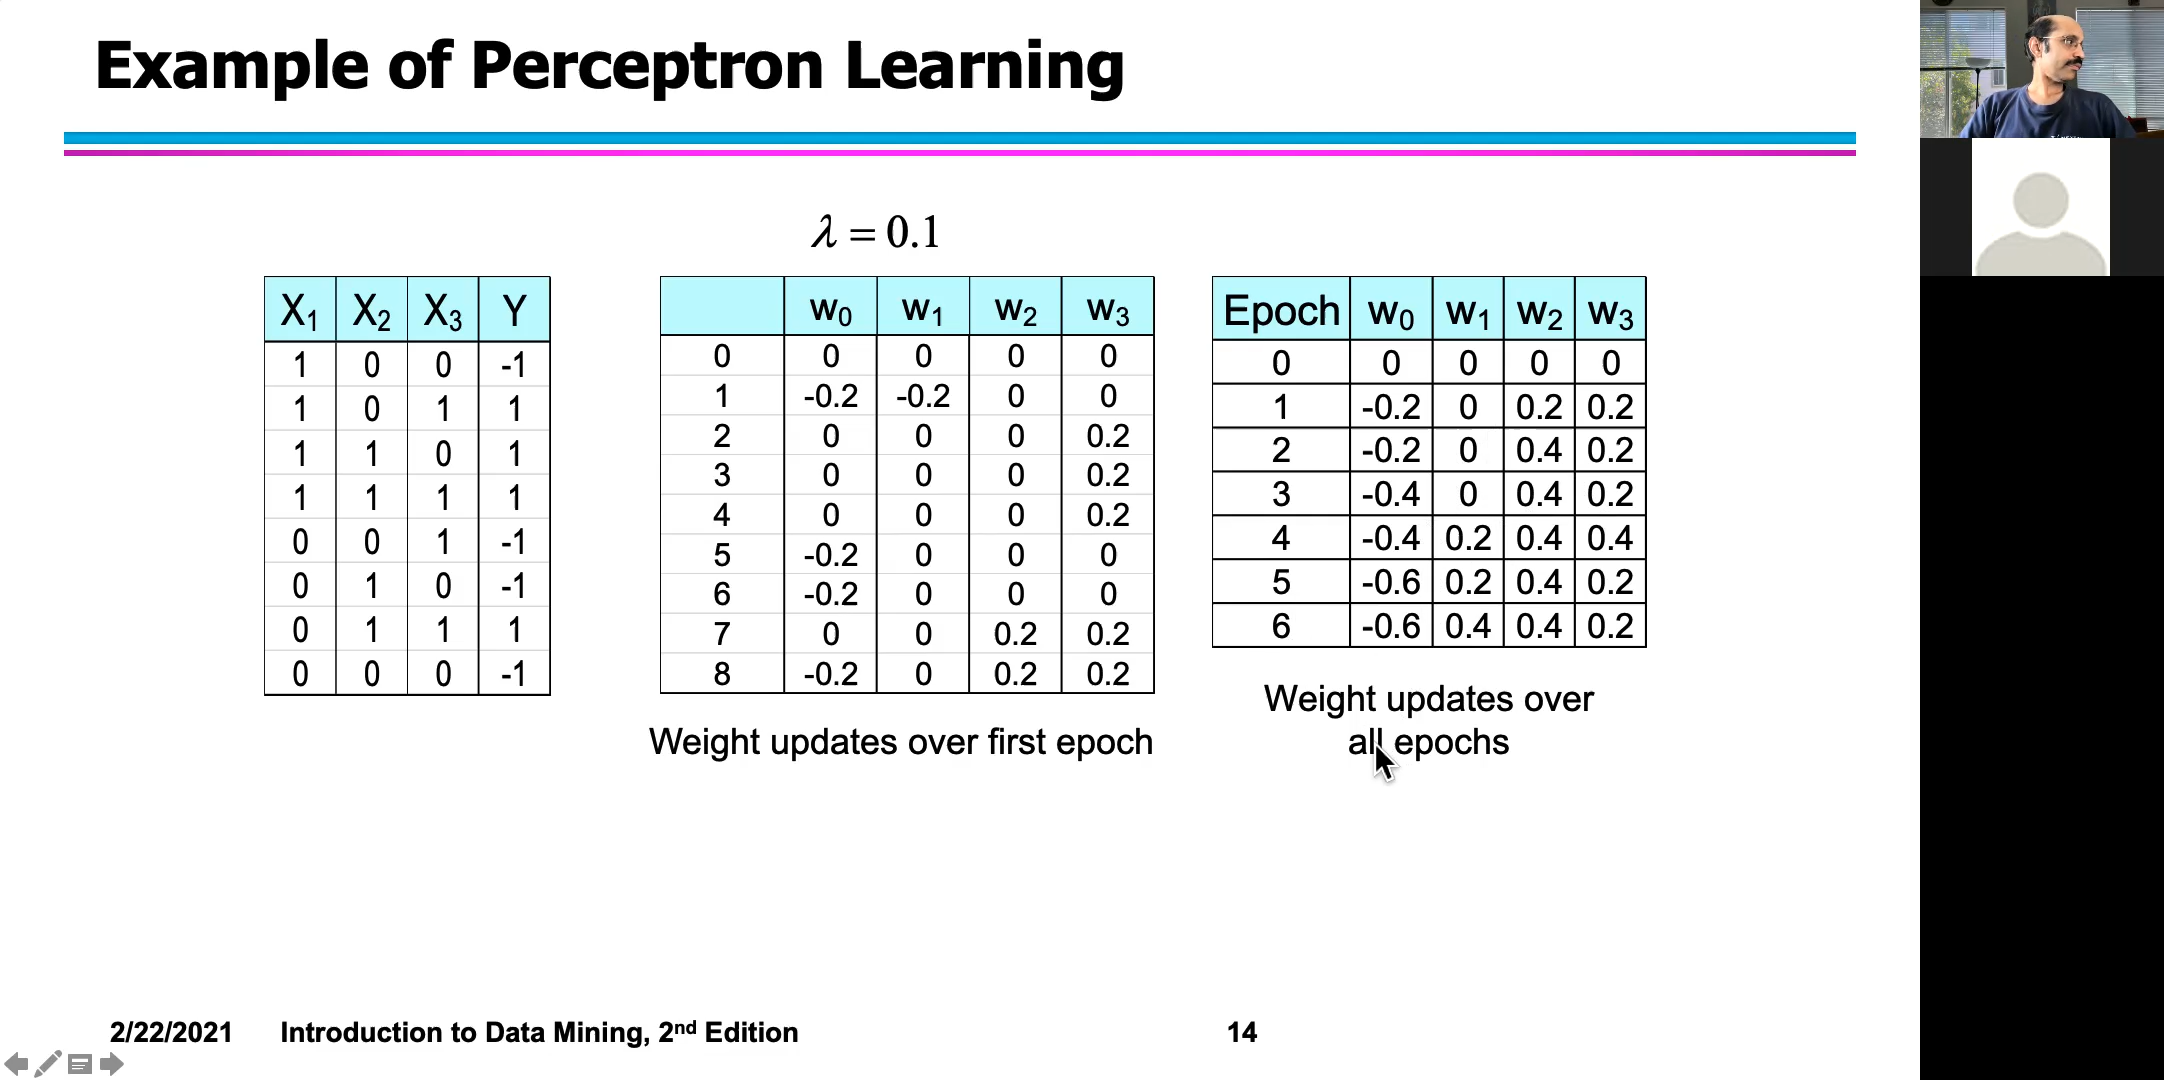 Example of Perceptron Learning
λ = 0.1
X1 X2 X3 Y
1 0 0 -1
1 0 1 1
1 1 0 1
1 1 1 1
0 0 1 -1
0 1 0 -1
0 1 1 1
0 0 0 -1
w0 w1 w2 w3
0 0 0 0 0
1 -0.2 -0.2 0 0
2 0 0 0 0.2
3 0 0 0 0.2
4 0 0 0 0.2
5 -0.2 0 0 0
6 -0.2 0 0 0
7 0 0 0.2 0.2
8 -0.2 0 0.2 0.2
Weight updates over first epoch
Epoch w0 w1 w2 w3
0 0 0 0 0
1 -0.2 0 0.2 0.2
2 -0.2 0 0.4 0.2
3 -0.4 0 0.4 0.2
4 -0.4 0.2 0.4 0.4
5 -0.6 0.2 0.4 0.2
6 -0.6 0.4 0.4 0.2
Weight updates over
all epochs
2/22/2021 Introduction to Data Mining, 2nd Edition 14